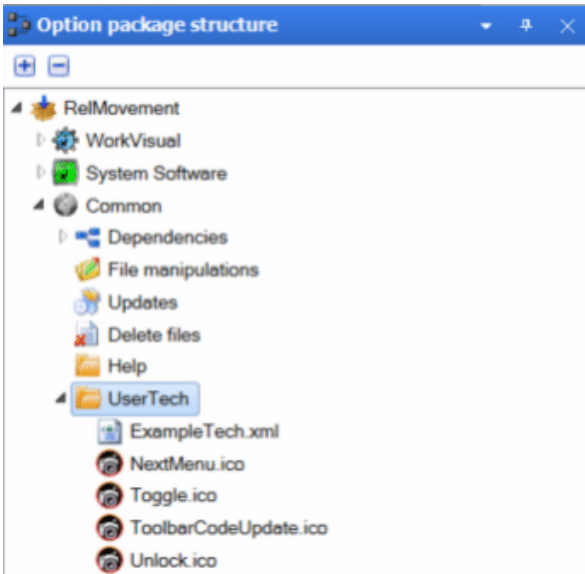 Option package structure
RelMovement
WorkVisual
System Software
Common
Dependencies
File manipulations
Updates
Delete files
Help
UserTech
ExampleTech.xml
NextMenu.ico
Toggle.ico
ToolbarCodeUpdate.ico
Unlock.ico